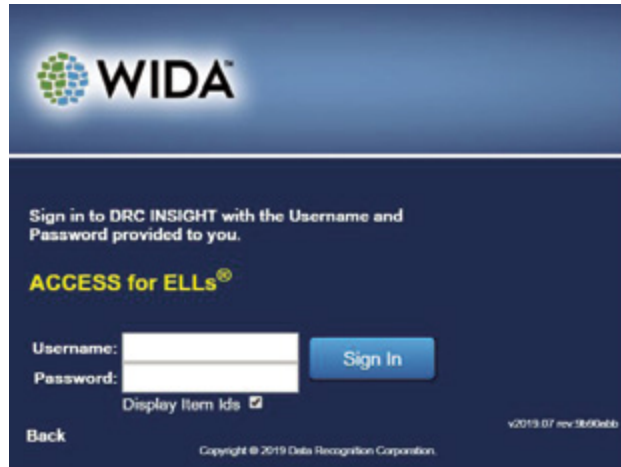 WIDA™
Sign in to DRC INSIGHT with the Username and
Password provided to you.
ACCESS for ELLs®
Username:
Sign In
Password:
Display Item Ids
Back
v2019.07 rev:9b90abb
Copyright © 2019 Data Recognition Corporation.